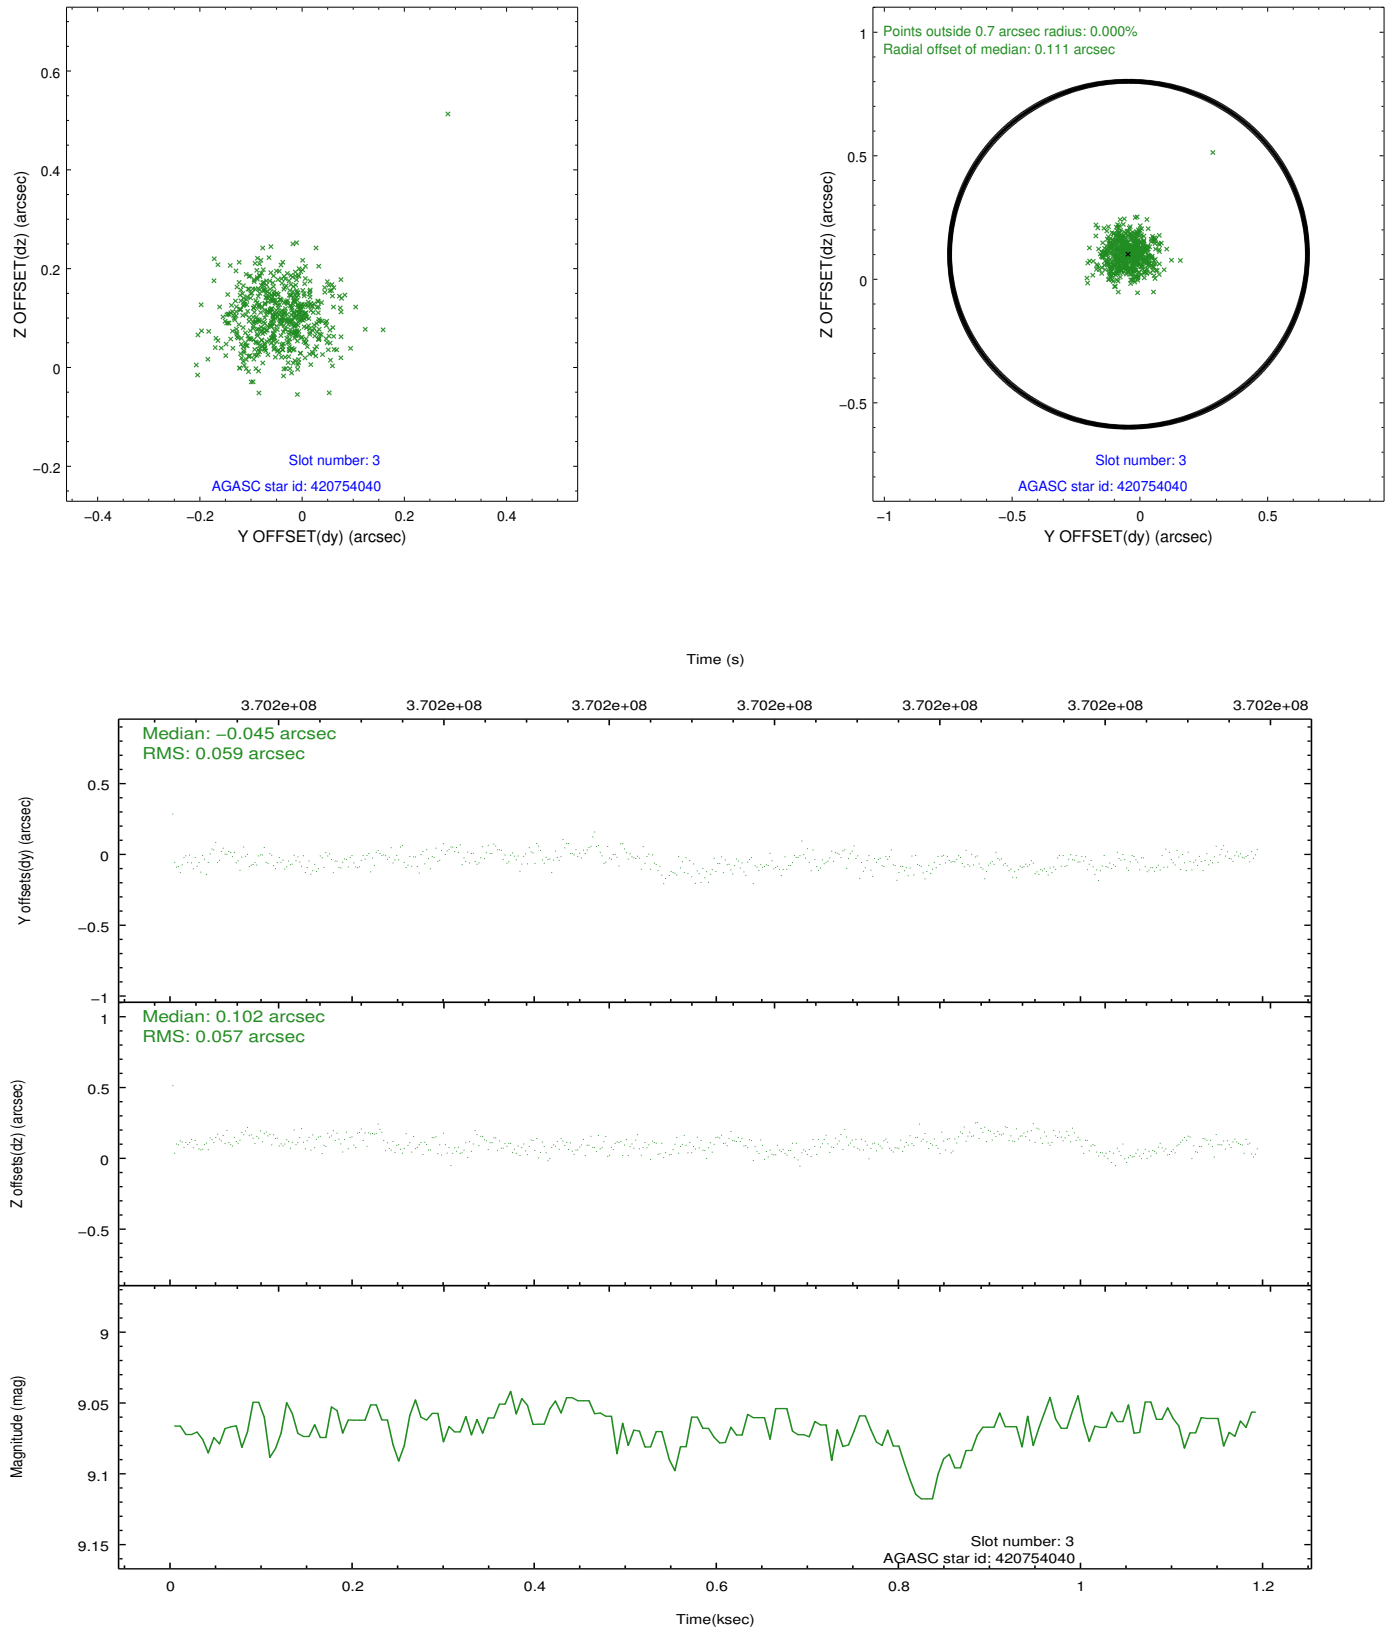 0.6
0.4
0.2
0
−0.2
Z OFFSET(dz) (arcsec)
Slot number: 3
AGASC star id: 420754040
−0.4 −0.2 0 0.2 0.4
Y OFFSET(dy) (arcsec)
Points outside 0.7 arcsec radius: 0.000%
Radial offset of median: 0.111 arcsec
1
0.5
0
−0.5
Z OFFSET(dz) (arcsec)
Slot number: 3
AGASC star id: 420754040
−1 −0.5 0 0.5
Y OFFSET(dy) (arcsec)
Time (s)
3.702e+08 3.702e+08 3.702e+08 3.702e+08 3.702e+08 3.702e+08 3.702e+08
Median: −0.045 arcsec
RMS: 0.059 arcsec
0.5
0
−0.5
−1
Y offsets(dy) (arcsec)
Median: 0.102 arcsec
RMS: 0.057 arcsec
1
0.5
0
−0.5
Z offsets(dz) (arcsec)
9
9.05
9.1
9.15
Magnitude (mag)
Slot number: 3
AGASC star id: 420754040
0 0.2 0.4 0.6 0.8 1 1.2
Time(ksec)